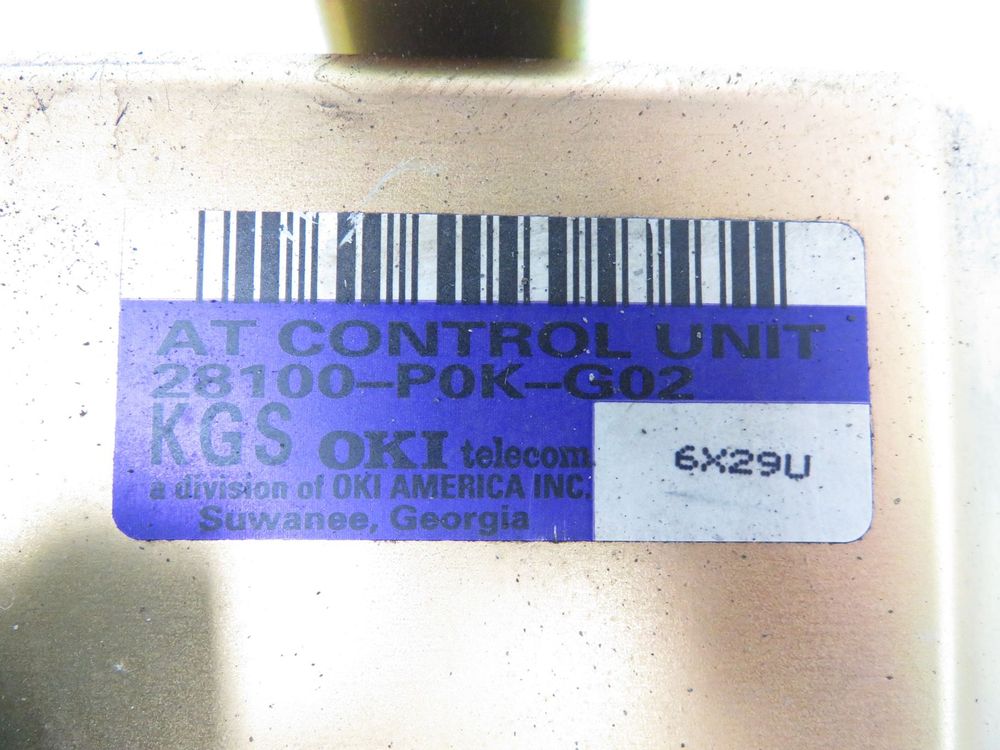 AT CONTROL UNIT
28100-P0K-G02
KGS OKI telecom
a division of OKI AMERICA INC.
Suwanee, Georgia
6X29U